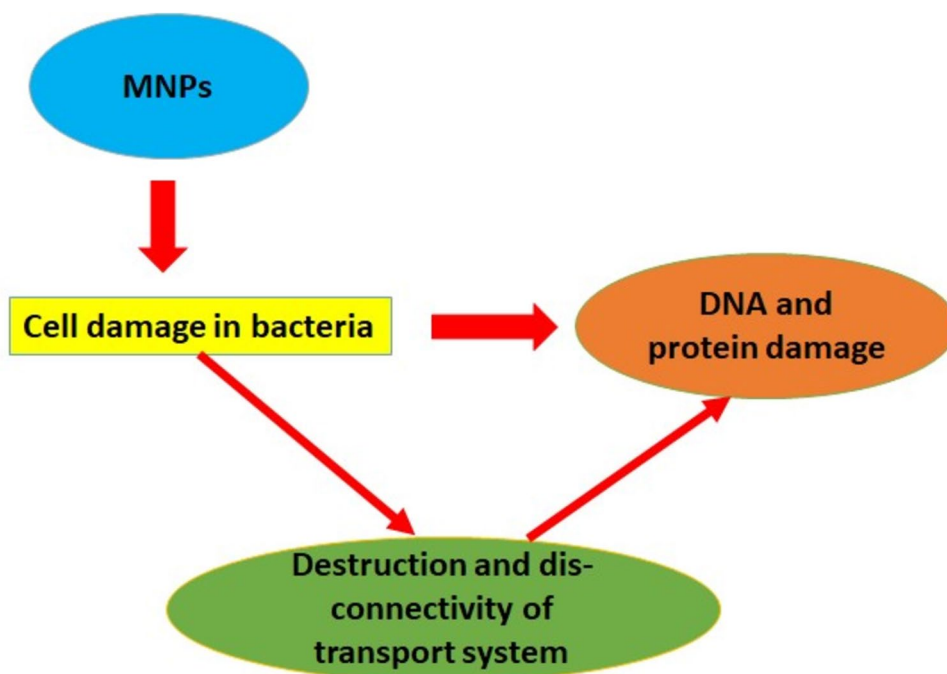 MNPs
Cell damage in bacteria
DNA and
protein damage
Destruction and dis-
connectivity of
transport system